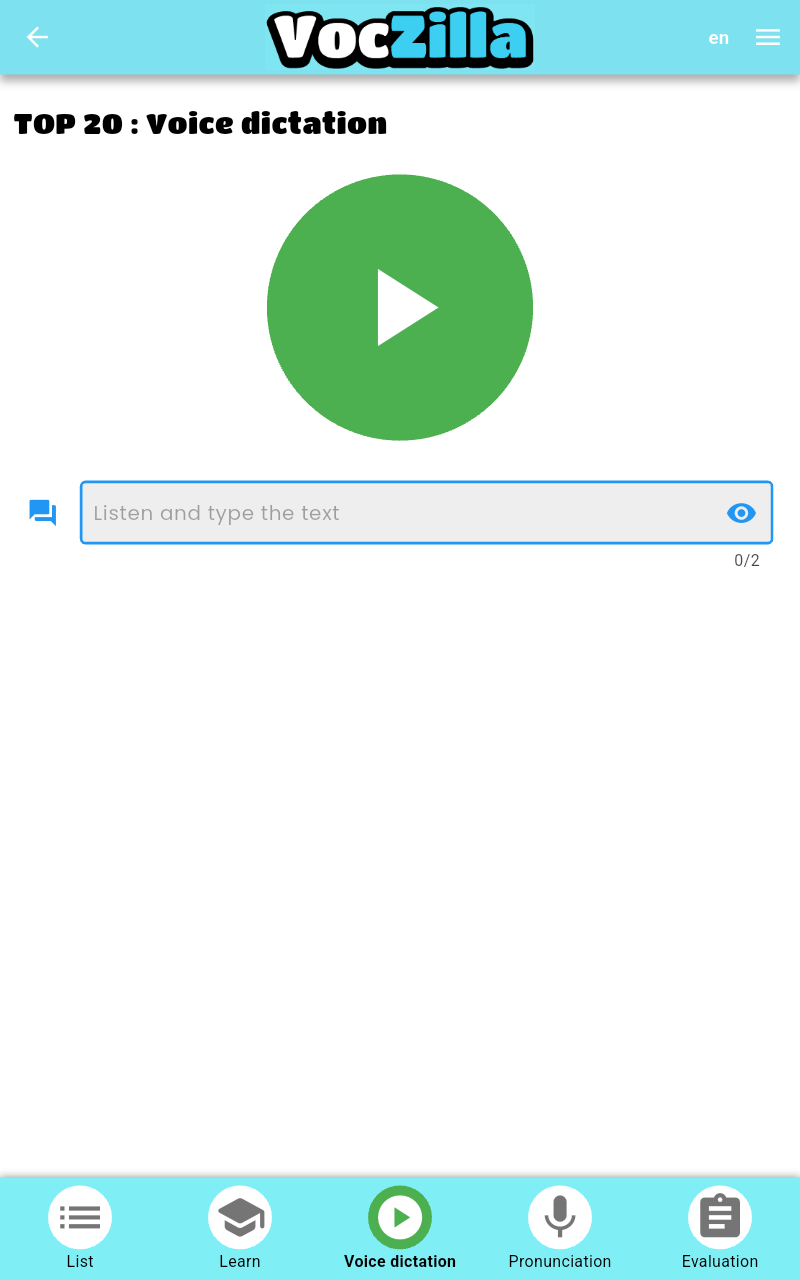 VocZilla
en
TOP 20 : Voice dictation
Listen and type the text
0/2
List
Learn
Voice dictation
Pronunciation
Evaluation